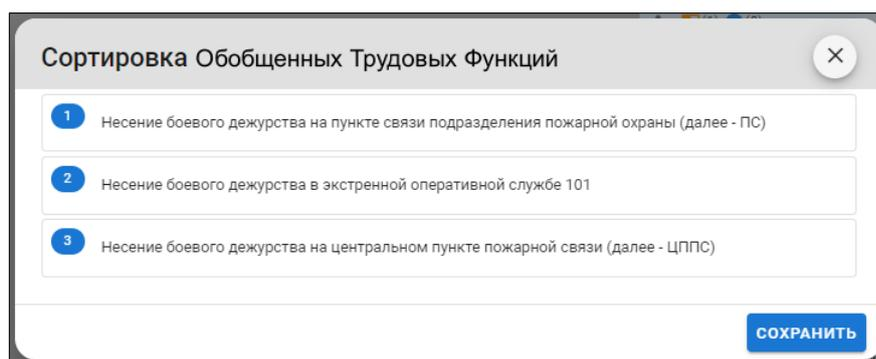 Сортировка Обобщенных Трудовых Функций
1
Несение боевого дежурства на пункте связи подразделения пожарной охраны (далее - ПС)
2
Несение боевого дежурства в экстренной оперативной службе 101
3
Несение боевого дежурства на центральном пункте пожарной связи (далее - ЦППС)
СОХРАНИТЬ